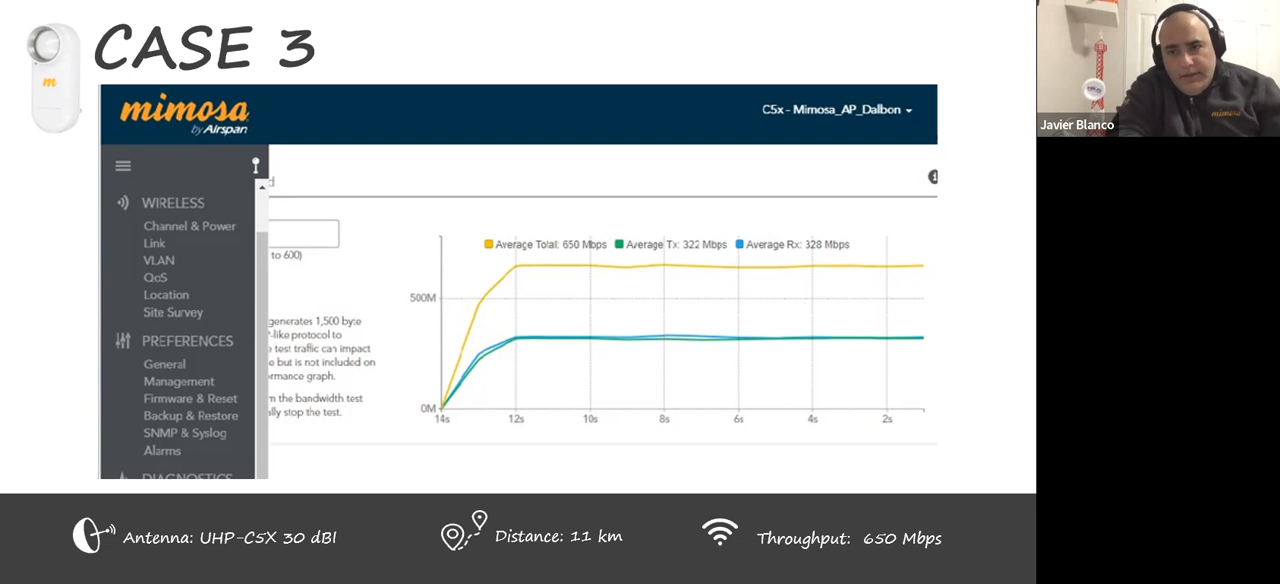 CASE 3
m
mimosa
by Airspan
C5x - Mimosa_AP_Dalbon
WIRELESS
Channel & Power
Link
VLAN
QoS
Location
Site Survey
PREFERENCES
General
Management
Firmware & Reset
Backup & Restore
SNMP & Syslog
Alarms
DIAGNOSTICS
d
to 600)
generates 1,500 byte
-like protocol to
test traffic can impact
e but is not included on
rmance graph.
m the bandwidth test
ally stop the test.
Average Total: 650 Mbps Average Tx: 322 Mbps Average Rx: 328 Mbps
500M
0M
14s 12s 10s 8s 6s 4s 2s
Antenna: UHP-C5X 30 dBI
Distance: 11 km
Throughput: 650 Mbps
mimosa
Javier Blanco